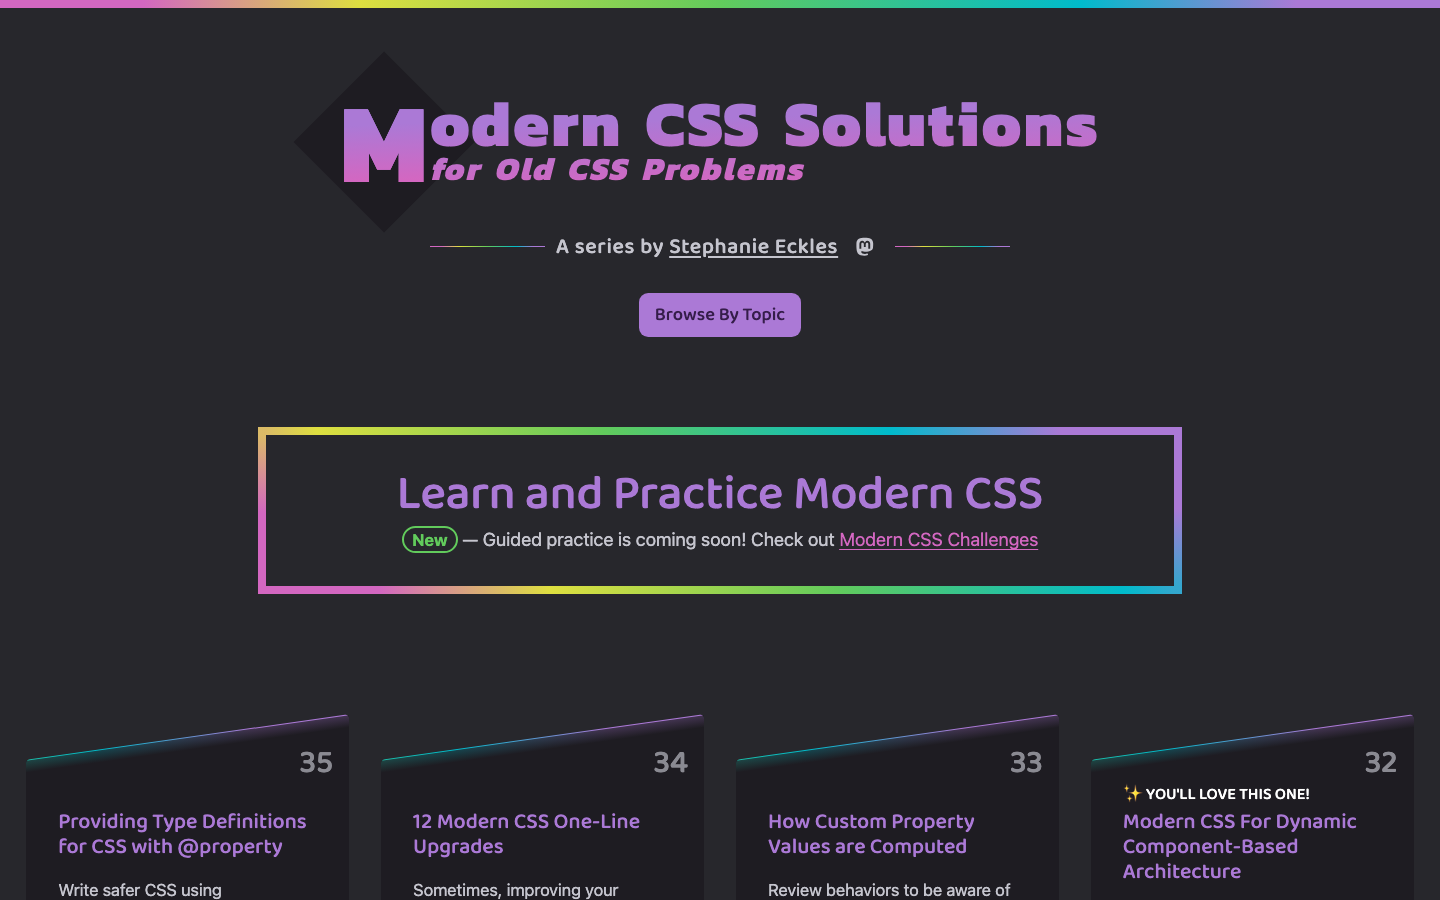 Modern CSS Solutions
for Old CSS Problems
A series by Stephanie Eckles
Browse By Topic
Learn and Practice Modern CSS
New — Guided practice is coming soon! Check out Modern CSS Challenges
35
Providing Type Definitions
for CSS with @property
Write safer CSS using
34
12 Modern CSS One-Line
Upgrades
Sometimes, improving your
33
How Custom Property
Values are Computed
Review behaviors to be aware of
32
✨ YOU'LL LOVE THIS ONE!
Modern CSS For Dynamic
Component-Based
Architecture